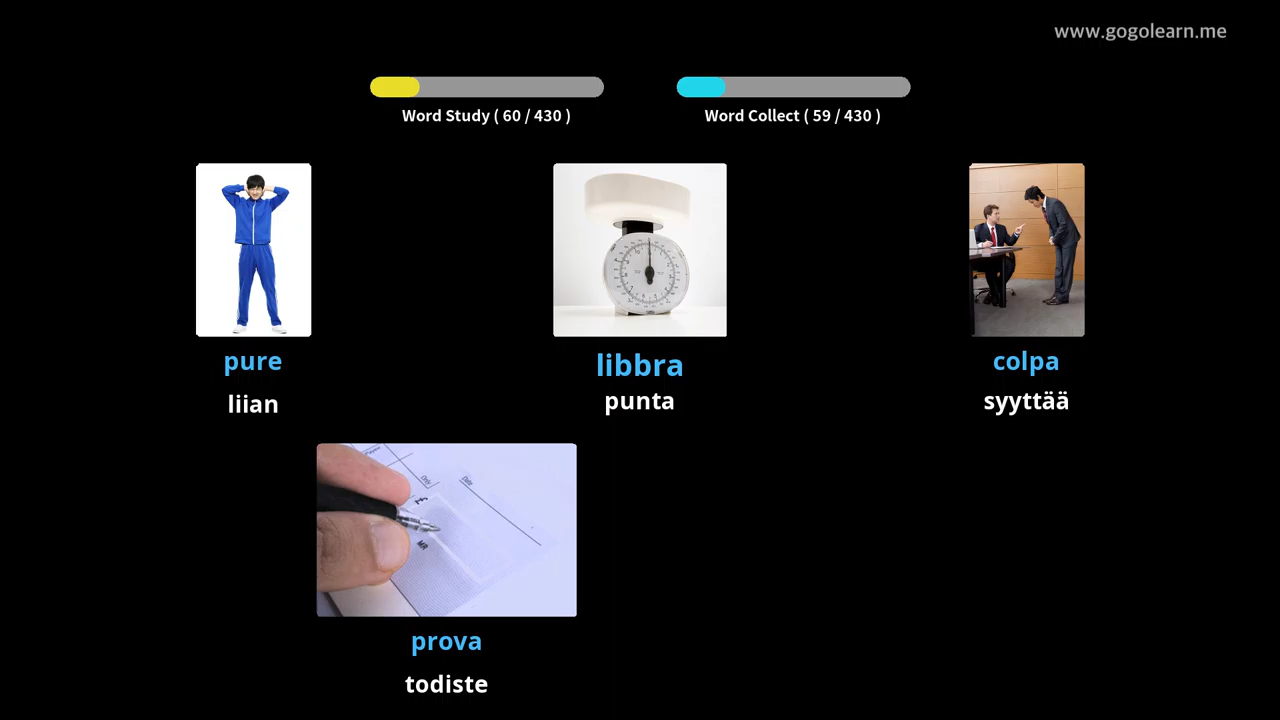 www.gogolearn.me
Word Study ( 60 / 430 )
Word Collect ( 59 / 430 )
pure
libbra
colpa
liian
punta
syyttää
prova
todiste